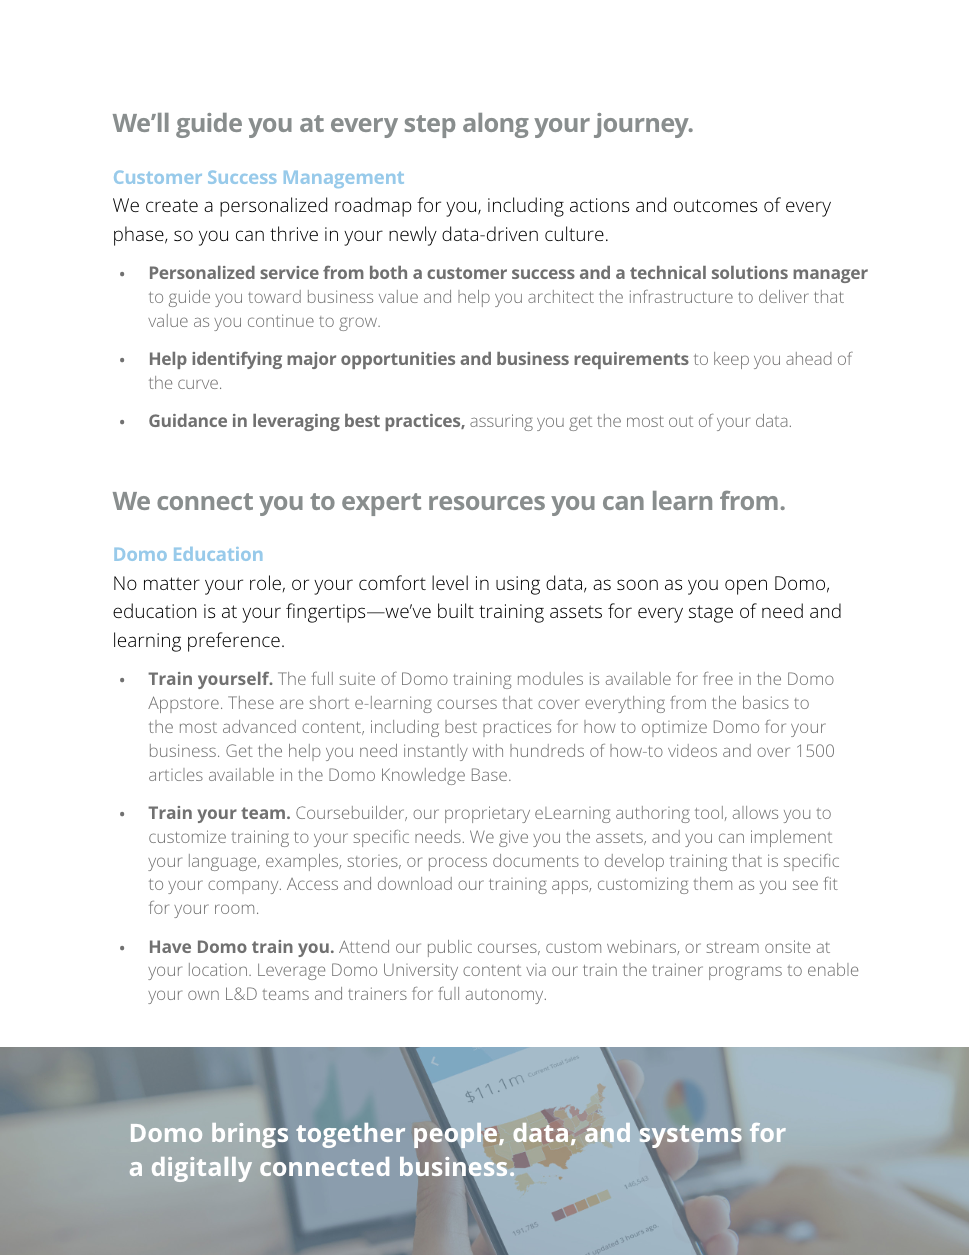 We’ll guide you at every step along your journey.
Customer Success Management
We create a personalized roadmap for you, including actions and outcomes of every
phase, so you can thrive in your newly data-driven culture.
• Personalized service from both a customer success and a technical solutions manager
to guide you toward business value and help you architect the infrastructure to deliver that
value as you continue to grow.
• Help identifying major opportunities and business requirements to keep you ahead of
the curve.
• Guidance in leveraging best practices, assuring you get the most out of your data.
We connect you to expert resources you can learn from.
Domo Education
No matter your role, or your comfort level in using data, as soon as you open Domo,
education is at your fingertips—we’ve built training assets for every stage of need and
learning preference.
• Train yourself. The full suite of Domo training modules is available for free in the Domo
Appstore. These are short e-learning courses that cover everything from the basics to
the most advanced content, including best practices for how to optimize Domo for your
business. Get the help you need instantly with hundreds of how-to videos and over 1500
articles available in the Domo Knowledge Base.
• Train your team. Coursebuilder, our proprietary eLearning authoring tool, allows you to
customize training to your specific needs. We give you the assets, and you can implement
your language, examples, stories, or process documents to develop training that is specific
to your company. Access and download our training apps, customizing them as you see fit
for your room.
• Have Domo train you. Attend our public courses, custom webinars, or stream onsite at
your location. Leverage Domo University content via our train the trainer programs to enable
your own L&D teams and trainers for full autonomy.
$11.1m Current Total Sales
Domo brings together people, data, and systems for
a digitally connected business.
191,785 146,543
updated 3 hours ago.